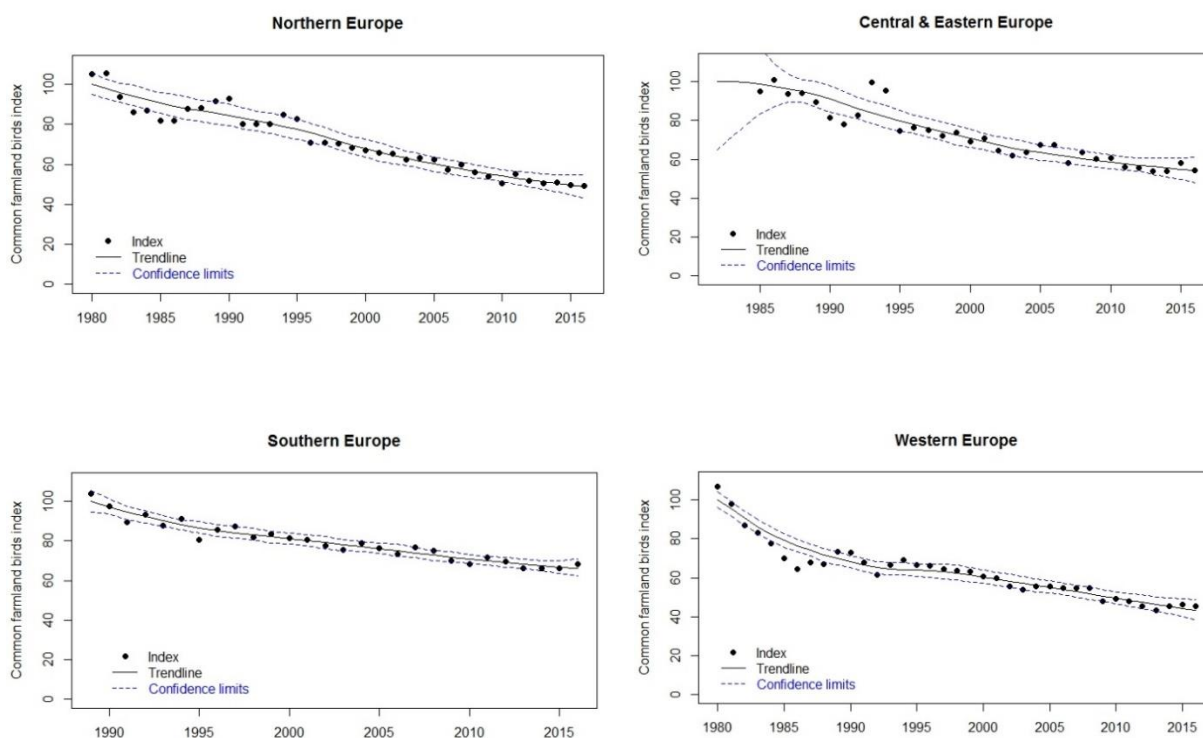 Northern Europe
Common farmland birds index
100
80
60
40
20
0
Index
Trendline
Confidence limits
1980 1985 1990 1995 2000 2005 2010 2015
Central & Eastern Europe
Common farmland birds index
100
80
60
40
20
0
Index
Trendline
Confidence limits
1985 1990 1995 2000 2005 2010 2015
Southern Europe
Common farmland birds index
100
80
60
40
20
0
Index
Trendline
Confidence limits
1990 1995 2000 2005 2010 2015
Western Europe
Common farmland birds index
100
80
60
40
20
0
Index
Trendline
Confidence limits
1980 1985 1990 1995 2000 2005 2010 2015